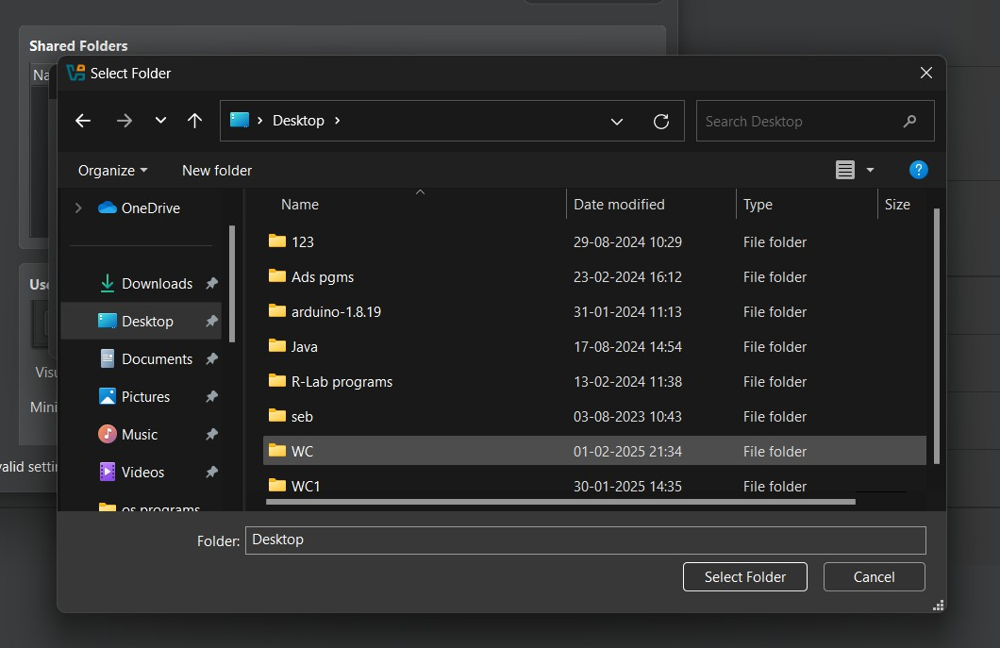 Shared Folders
Na
Select Folder
Desktop
Search Desktop
Organize
New folder
?
OneDrive
Downloads
Desktop
Documents
Pictures
Music
Videos
os programs
Name
Date modified
Type
Size
123
29-08-2024 10:29
File folder
Ads pgms
23-02-2024 16:12
File folder
arduino-1.8.19
31-01-2024 11:13
File folder
Java
17-08-2024 14:54
File folder
R-Lab programs
13-02-2024 11:38
File folder
seb
03-08-2023 10:43
File folder
WC
01-02-2025 21:34
File folder
WC1
30-01-2025 14:35
File folder
Use
Visu
Mini
valid settin
Folder:
Desktop
Select Folder
Cancel